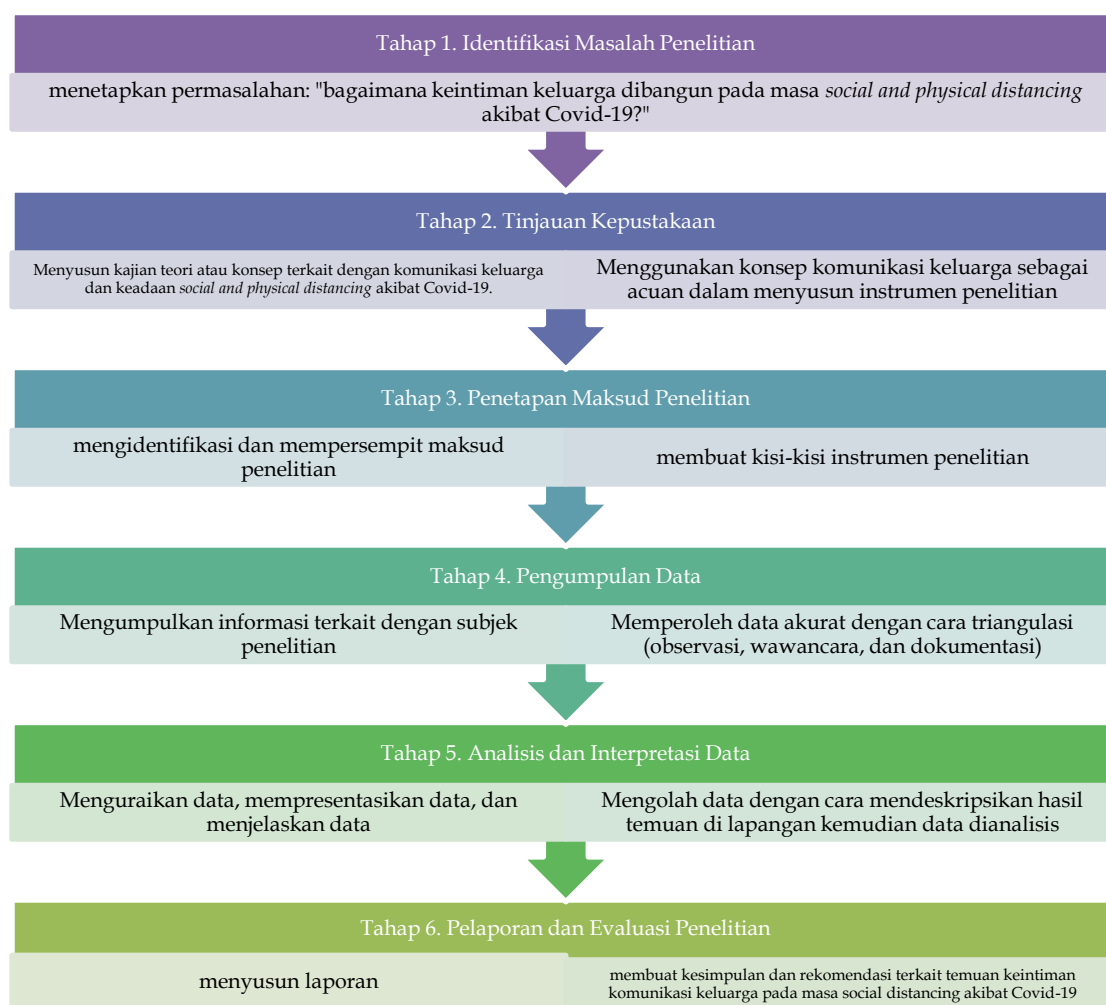 Tahap 1. Identifikasi Masalah Penelitian
menetapkan permasalahan: "bagaimana keintiman keluarga dibangun pada masa social and physical distancing
akibat Covid-19?"
Tahap 2. Tinjauan Kepustakaan
Menyusun kajian teori atau konsep terkait dengan komunikasi keluarga
dan keadaan social and physical distancing akibat Covid-19.
Menggunakan konsep komunikasi keluarga sebagai
acuan dalam menyusun instrumen penelitian
Tahap 3. Penetapan Maksud Penelitian
mengidentifikasi dan mempersempit maksud
penelitian
membuat kisi-kisi instrumen penelitian
Tahap 4. Pengumpulan Data
Mengumpulkan informasi terkait dengan subjek
penelitian
Memperoleh data akurat dengan cara triangulasi
(observasi, wawancara, dan dokumentasi)
Tahap 5. Analisis dan Interpretasi Data
Menguraikan data, mempresentasikan data, dan
menjelaskan data
Mengolah data dengan cara mendeskripsikan hasil
temuan di lapangan kemudian data dianalisis
Tahap 6. Pelaporan dan Evaluasi Penelitian
menyusun laporan
membuat kesimpulan dan rekomendasi terkait temuan keintiman
komunikasi keluarga pada masa social distancing akibat Covid-19